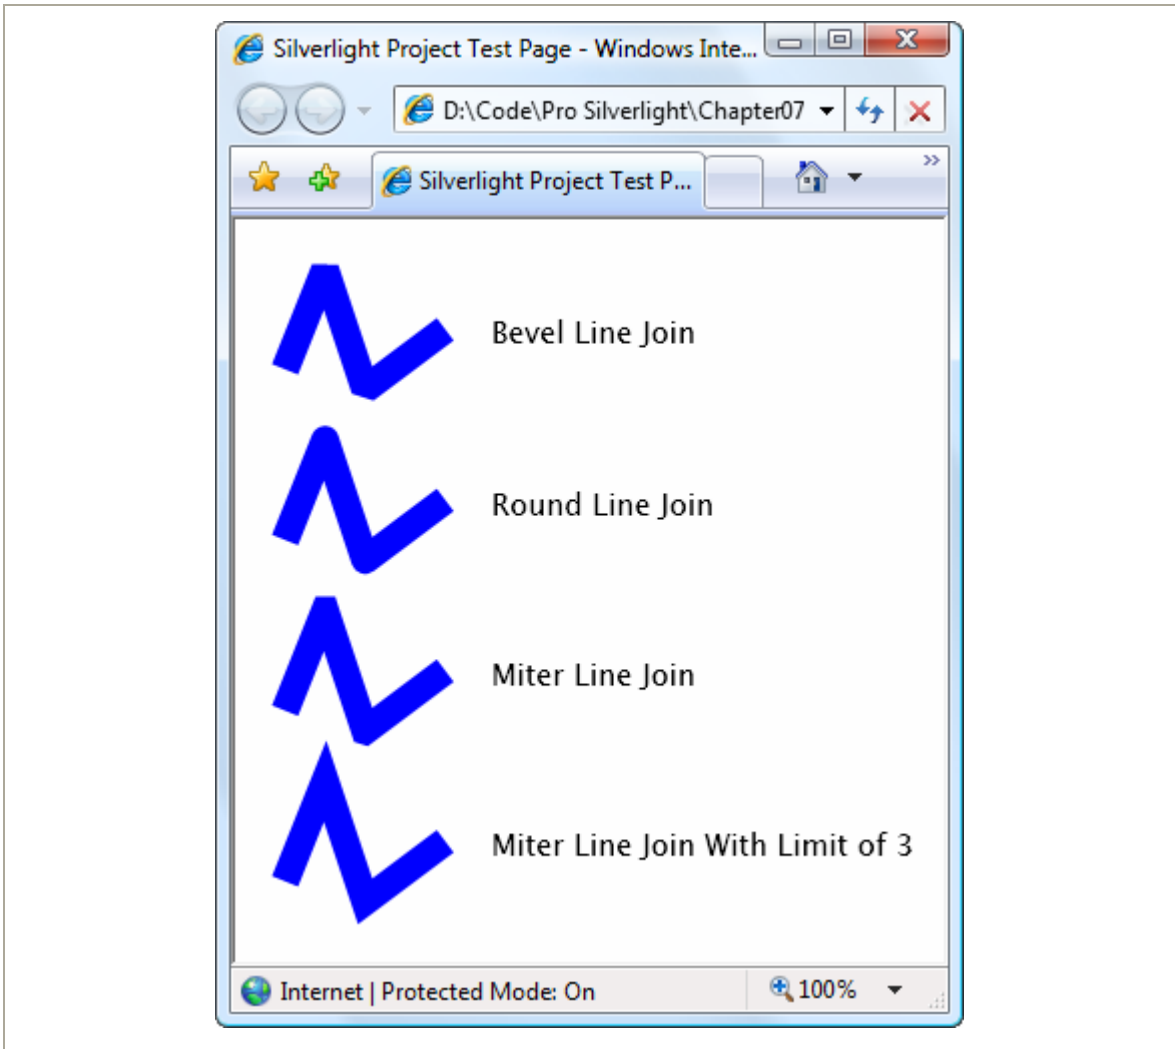 Silverlight Project Test Page - Windows Inte...
D:\Code\Pro Silverlight\Chapter07
Silverlight Project Test P...
Bevel Line Join
Round Line Join
Miter Line Join
Miter Line Join With Limit of 3
Internet | Protected Mode: On
100%